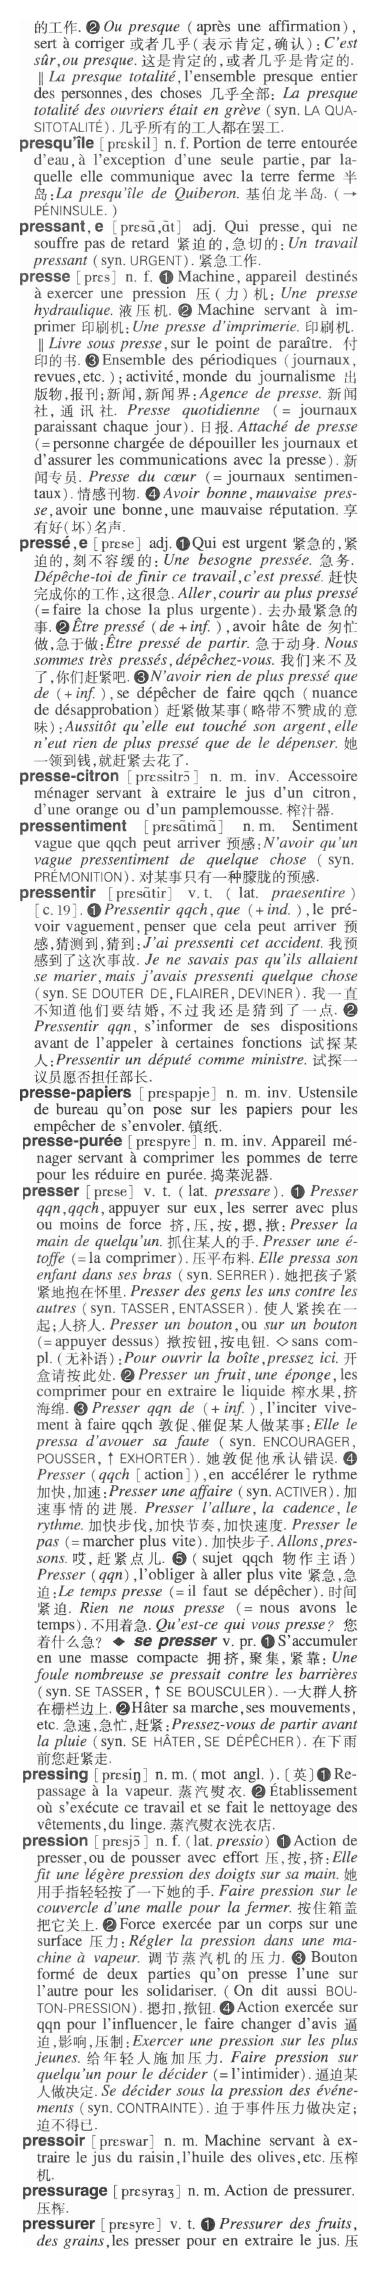 的工作. ❷ Ou presque ( après une affirmation),
sert à corriger 或者几乎(表示肯定,确认): C'est
sûr, ou presque. 这是肯定的,或者几乎是肯定的.
‖ La presque totalité, l'ensemble presque entier
des personnes, des choses 几乎全部: La presque
totalité des ouvriers était en grève (syn. LA QUA-
SITOTALITÉ). 几乎所有的工人都在罢工.
presqu'île [prɛskil] n. f. Portion de terre entourée
d'eau, à l'exception d'une seule partie, par la-
quelle elle communique avec la terre ferme 半
岛: La presqu'île de Quiberon. 基伯龙半岛. (→
PÉNINSULE. )
pressant, e [prɛsɑ̃, ɑ̃t] adj. Qui presse, qui ne
souffre pas de retard 紧迫的,急切的: Un travail
pressant (syn. URGENT). 紧急工作.
presse [prɛs] n. f. ❶ Machine, appareil destinés
à exercer une pression 压(力)机: Une presse
hydraulique. 液压机. ❷ Machine servant à im-
primer 印刷机: Une presse d'imprimerie. 印刷机.
‖ Livre sous presse, sur le point de paraître. 付
印的书. ❸ Ensemble des périodiques (journaux,
revues, etc. ); activité, monde du journalisme 出
版物,报刊;新闻,新闻界: Agence de presse. 新闻
社,通讯社. Presse quotidienne ( = journaux
paraissant chaque jour). 日报. Attaché de presse
(= personne chargée de dépouiller les journaux et
d'assurer les communications avec la presse). 新
闻专员. Presse du cœur (= journaux sentimen-
taux). 情感刊物. ❹ Avoir bonne, mauvaise pres-
se, avoir une bonne, une mauvaise réputation. 享
有好(坏)名声.
pressé, e [prɛse] adj. ❶ Qui est urgent 紧急的,紧
迫的,刻不容缓的: Une besogne pressée. 急务.
Dépêche-toi de finir ce travail, c'est pressé. 赶快
完成你的工作,这很急. Aller, courir au plus pressé
(= faire la chose la plus urgente). 去办最紧急的
事. ❷ Être pressé (de + inf. ), avoir hâte de 匆忙
做,急于做: Être pressé de partir. 急于动身. Nous
sommes très pressés, dépêchez-vous. 我们来不及
了,你们赶紧吧. ❸ N'avoir rien de plus pressé que
de ( + inf. ), se dépêcher de faire qqch (nuance
de désapprobation) 赶紧做某事(略带不赞成的意
味): Aussitôt qu'elle eut touché son argent, elle
n'eut rien de plus pressé que de le dépenser. 她
一领到钱,就赶紧去花了.
presse-citron [prɛssitrɔ̃] n. m. inv. Accessoire
ménager servant à extraire le jus d'un citron,
d'une orange ou d'un pamplemousse. 榨汁器.
pressentiment [prɛsɑ̃timɑ̃] n. m. Sentiment
vague que qqch peut arriver 预感: N'avoir qu'un
vague pressentiment de quelque chose ( syn.
PRÉMONITION). 对某事只有一种朦胧的预感.
pressentir [prɛsɑ̃tir] v. t. ( lat. praesentire )
[c. 19]. ❶ Pressentir qqch, que (+ ind. ), le pré-
voir vaguement, penser que cela peut arriver 预
感,猜测到,猜到: J'ai pressenti cet accident. 我预
感到了这次事故. Je ne savais pas qu'ils allaient
se marier, mais j'avais pressenti quelque chose
(syn. SE DOUTER DE, FLAIRER, DEVINER). 我一直
不知道他们要结婚,不过我还是猜到了一点. ❷
Pressentir qqn, s'informer de ses dispositions
avant de l'appeler à certaines fonctions 试探某
人: Pressentir un député comme ministre. 试探一
议员愿否担任部长.
presse-papiers [prɛspapje] n. m. inv. Ustensile
de bureau qu'on pose sur les papiers pour les
empêcher de s'envoler. 镇纸.
presse-purée [prɛspyre] n. m. inv. Appareil mé-
nager servant à comprimer les pommes de terre
pour les réduire en purée. 捣菜泥器.
presser [prɛse] v. t. ( lat. pressare). ❶ Presser
qqn, qqch, appuyer sur eux, les serrer avec plus
ou moins de force 挤,压,按,摁,揿: Presser la
main de quelqu'un. 抓住某人的手. Presser une é-
toffe (= la comprimer). 压平布料. Elle pressa son
enfant dans ses bras (syn. SERRER). 她把孩子紧
紧地抱在怀里. Presser des gens les uns contre les
autres (syn. TASSER, ENTASSER). 使人紧挨在一
起;人挤人. Presser un bouton, ou sur un bouton
(= appuyer dessus) 揿按钮,按电钮. ◇ sans com-
pl. (无补语): Pour ouvrir la boîte, pressez ici. 开
盒请按此处. ❷ Presser un fruit, une éponge, les
comprimer pour en extraire le liquide 榨水果,挤
海绵. ❸ Presser qqn de (+ inf. ), l'inciter vive-
ment à faire qqch 敦促、催促某人做某事: Elle le
pressa d'avouer sa faute ( syn. ENCOURAGER,
POUSSER, ↑ EXHORTER). 她敦促他承认错误. ❹
Presser (qqch [action]), en accélérer le rythme
加快,加速: Presser une affaire (syn. ACTIVER). 加
速事情的进展. Presser l'allure, la cadence, le
rythme. 加快步伐,加快节奏,加快速度. Presser le
pas (= marcher plus vite). 加快步子. Allons, pres-
sons. 哎,赶紧点儿. ❺ (sujet qqch 物作主语)
Presser (qqn), l'obliger à aller plus vite 紧急,急
迫: Le temps presse (= il faut se dépêcher). 时间
紧迫. Rien ne nous presse (= nous avons le
temps). 不用着急. Qu'est-ce qui vous presse? 您
着什么急? ◆ se presser v. pr. ❶ S'accumuler
en une masse compacte 拥挤,聚集,紧靠: Une
foule nombreuse se pressait contre les barrières
(syn. SE TASSER, ↑ SE BOUSCULER). 一大群人挤
在栅栏边上. ❷ Hâter sa marche, ses mouvements,
etc. 急速,急忙,赶紧: Pressez-vous de partir avant
la pluie (syn. SE HÂTER, SE DÉPÊCHER). 在下雨
前您赶紧走.
pressing [prɛsiŋ] n. m. (mot angl. ). 〔英〕❶ Re-
passage à la vapeur. 蒸汽熨衣. ❷ Établissement
où s'exécute ce travail et se fait le nettoyage des
vêtements, du linge. 蒸汽熨衣洗衣店.
pression [prɛsjɔ̃] n. f. (lat. pressio) ❶ Action de
presser, ou de pousser avec effort 压,按,挤: Elle
fit une légère pression des doigts sur sa main. 她
用手指轻轻按了一下她的手. Faire pression sur le
couvercle d'une malle pour la fermer. 按住箱盖
把它关上. ❷ Force exercée par un corps sur une
surface 压力: Régler la pression dans une ma-
chine à vapeur. 调节蒸汽机的压力. ❸ Bouton
formé de deux parties qu'on presse l'une sur
l'autre pour les solidariser. ( On dit aussi BOU-
TON-PRESSION). 摁扣,揿钮. ❹ Action exercée sur
qqn pour l'influencer, le faire changer d'avis 逼
迫,影响,压制: Exercer une pression sur les plus
jeunes. 给年轻人施加压力. Faire pression sur
quelqu'un pour le décider (= l'intimider). 逼迫某
人做决定. Se décider sous la pression des événe-
ments (syn. CONTRAINTE). 迫于事件压力做决定;
迫不得已.
pressoir [prɛswar] n. m. Machine servant à ex-
traire le jus du raisin, l'huile des olives, etc. 压榨
机.
pressurage [prɛsyraʒ] n. m. Action de pressurer.
压榨.
pressurer [prɛsyre] v. t. ❶ Pressurer des fruits,
des grains, les presser pour en extraire le jus. 压